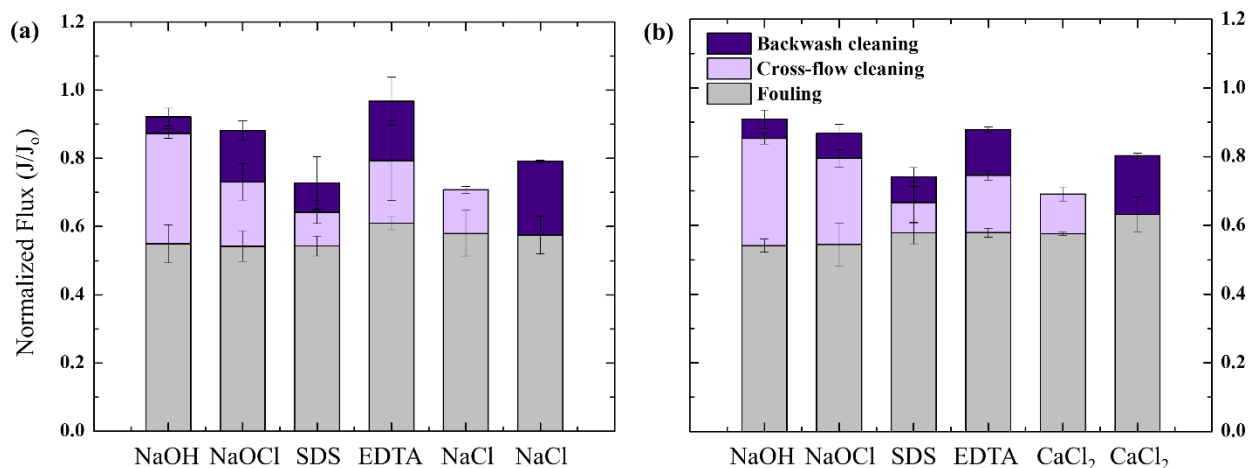 (a)
Normalized Flux (J/Jo)
1.2
1.0
0.8
0.6
0.4
0.2
0.0
NaOH NaOCl SDS EDTA NaCl NaCl
(b)
Backwash cleaning
Cross-flow cleaning
Fouling
1.2
1.0
0.8
0.6
0.4
0.2
0.0
NaOH NaOCl SDS EDTA CaCl2 CaCl2